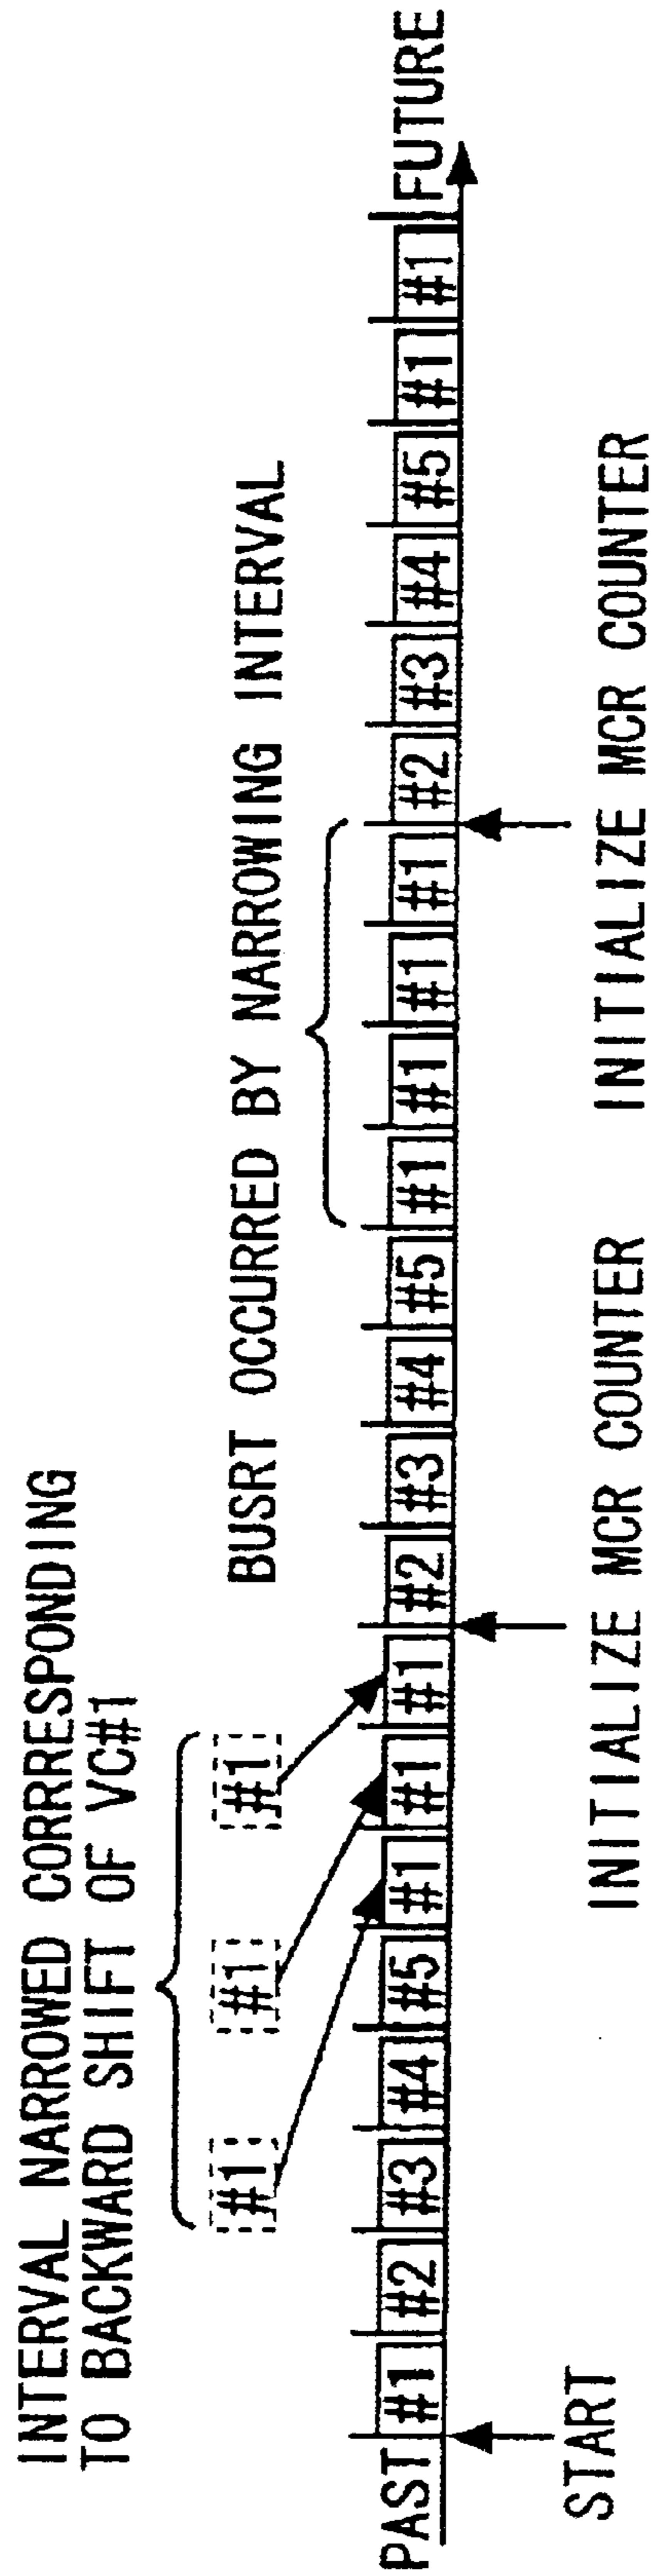 INTERVAL NARROWED CORRRESPONDING
TO BACKWARD SHIFT OF VC#1
#1 #1 #1
BUSRT OCCURRED BY NARROWING INTERVAL
PAST #1 #2 #3 #4 #5 #1 #1 #1 #2 #3 #4 #5 #1 #1 #1 #1 #2 #3 #4 #5 #1 #1 FUTURE
START
INITIALIZE MCR COUNTER
INITIALIZE MCR COUNTER